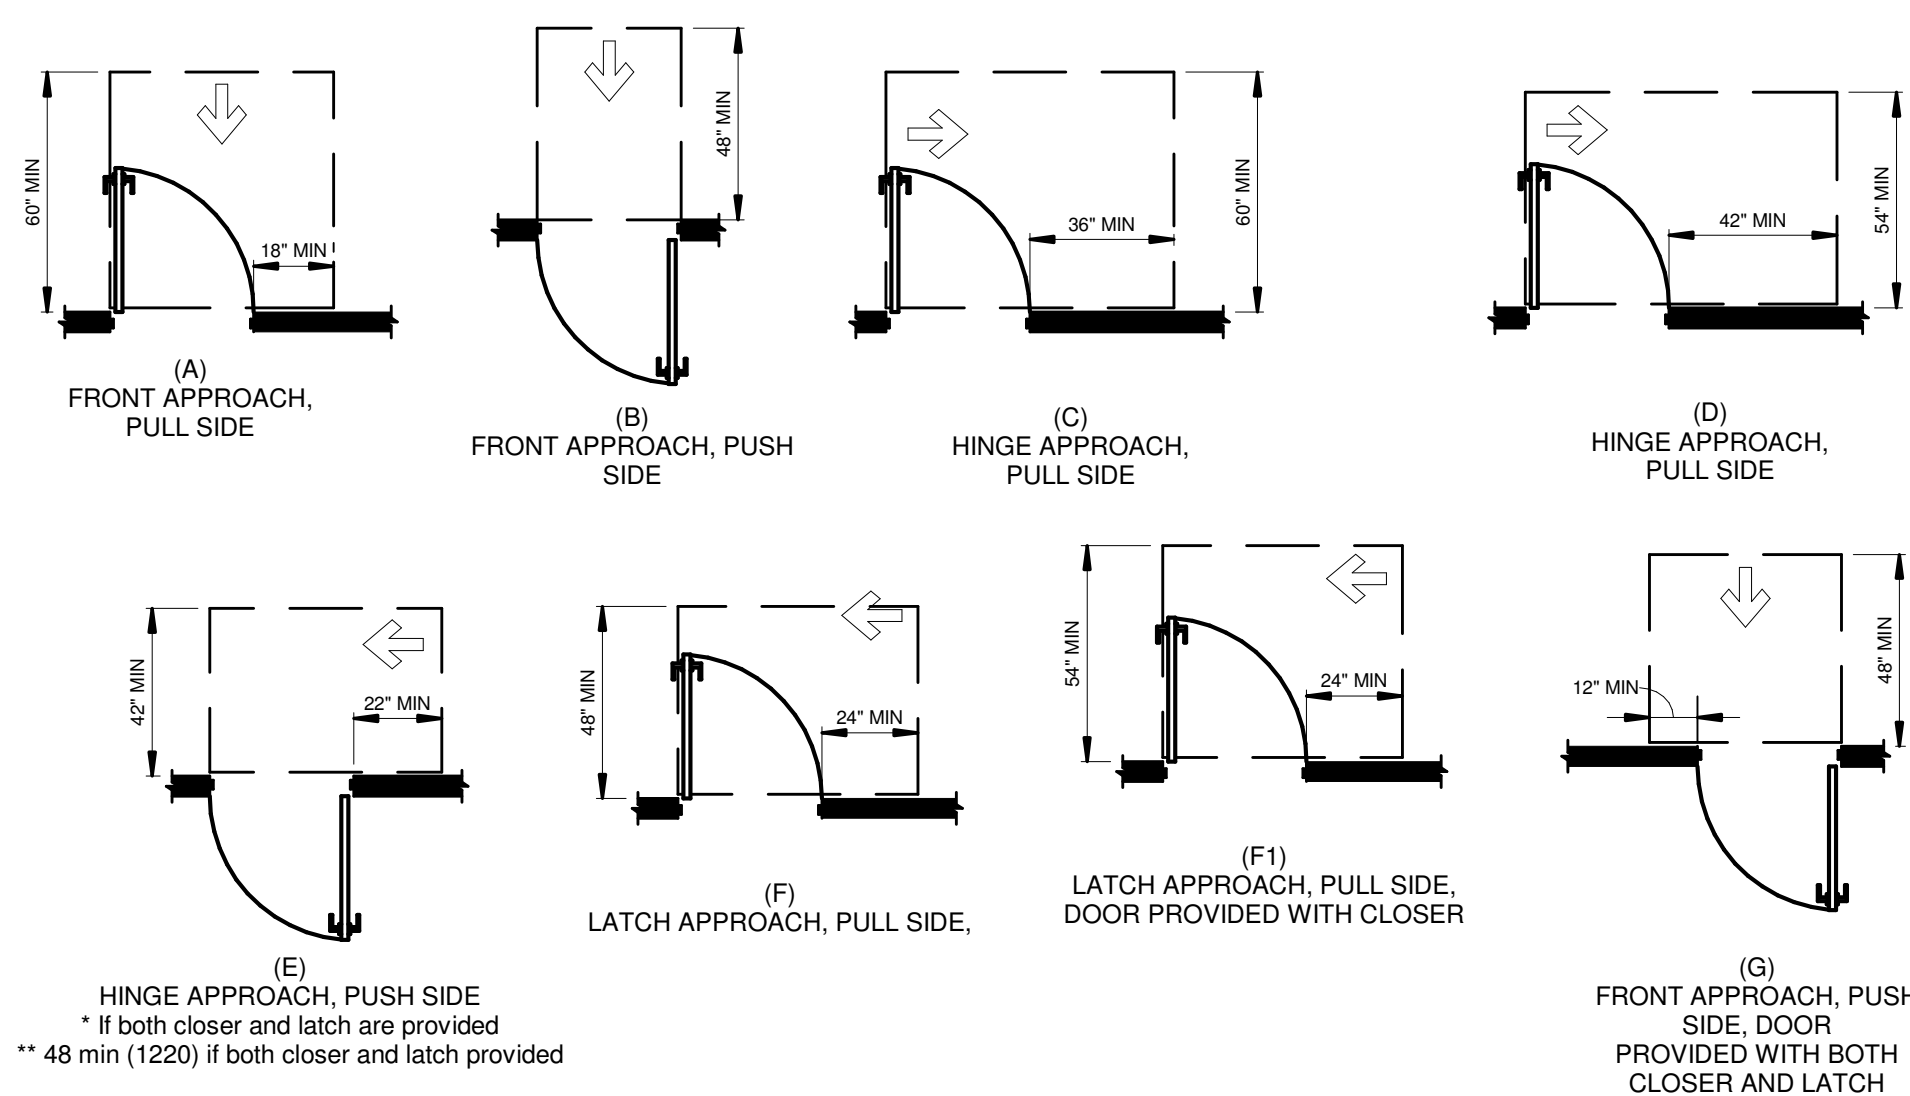 60" MIN
18" MIN
(A)
FRONT APPROACH,
PULL SIDE
48" MIN
(B)
FRONT APPROACH, PUSH
SIDE
36" MIN
60" MIN
(C)
HINGE APPROACH,
PULL SIDE
42" MIN
54" MIN
(D)
HINGE APPROACH,
PULL SIDE
42" MIN
22" MIN
(E)
HINGE APPROACH, PUSH SIDE
* If both closer and latch are provided
** 48 min (1220) if both closer and latch provided
48" MIN
24" MIN
(F)
LATCH APPROACH, PULL SIDE,
54" MIN
24" MIN
(F1)
LATCH APPROACH, PULL SIDE,
DOOR PROVIDED WITH CLOSER
12" MIN
48" MIN
(G)
FRONT APPROACH, PUSH
SIDE, DOOR
PROVIDED WITH BOTH
CLOSER AND LATCH